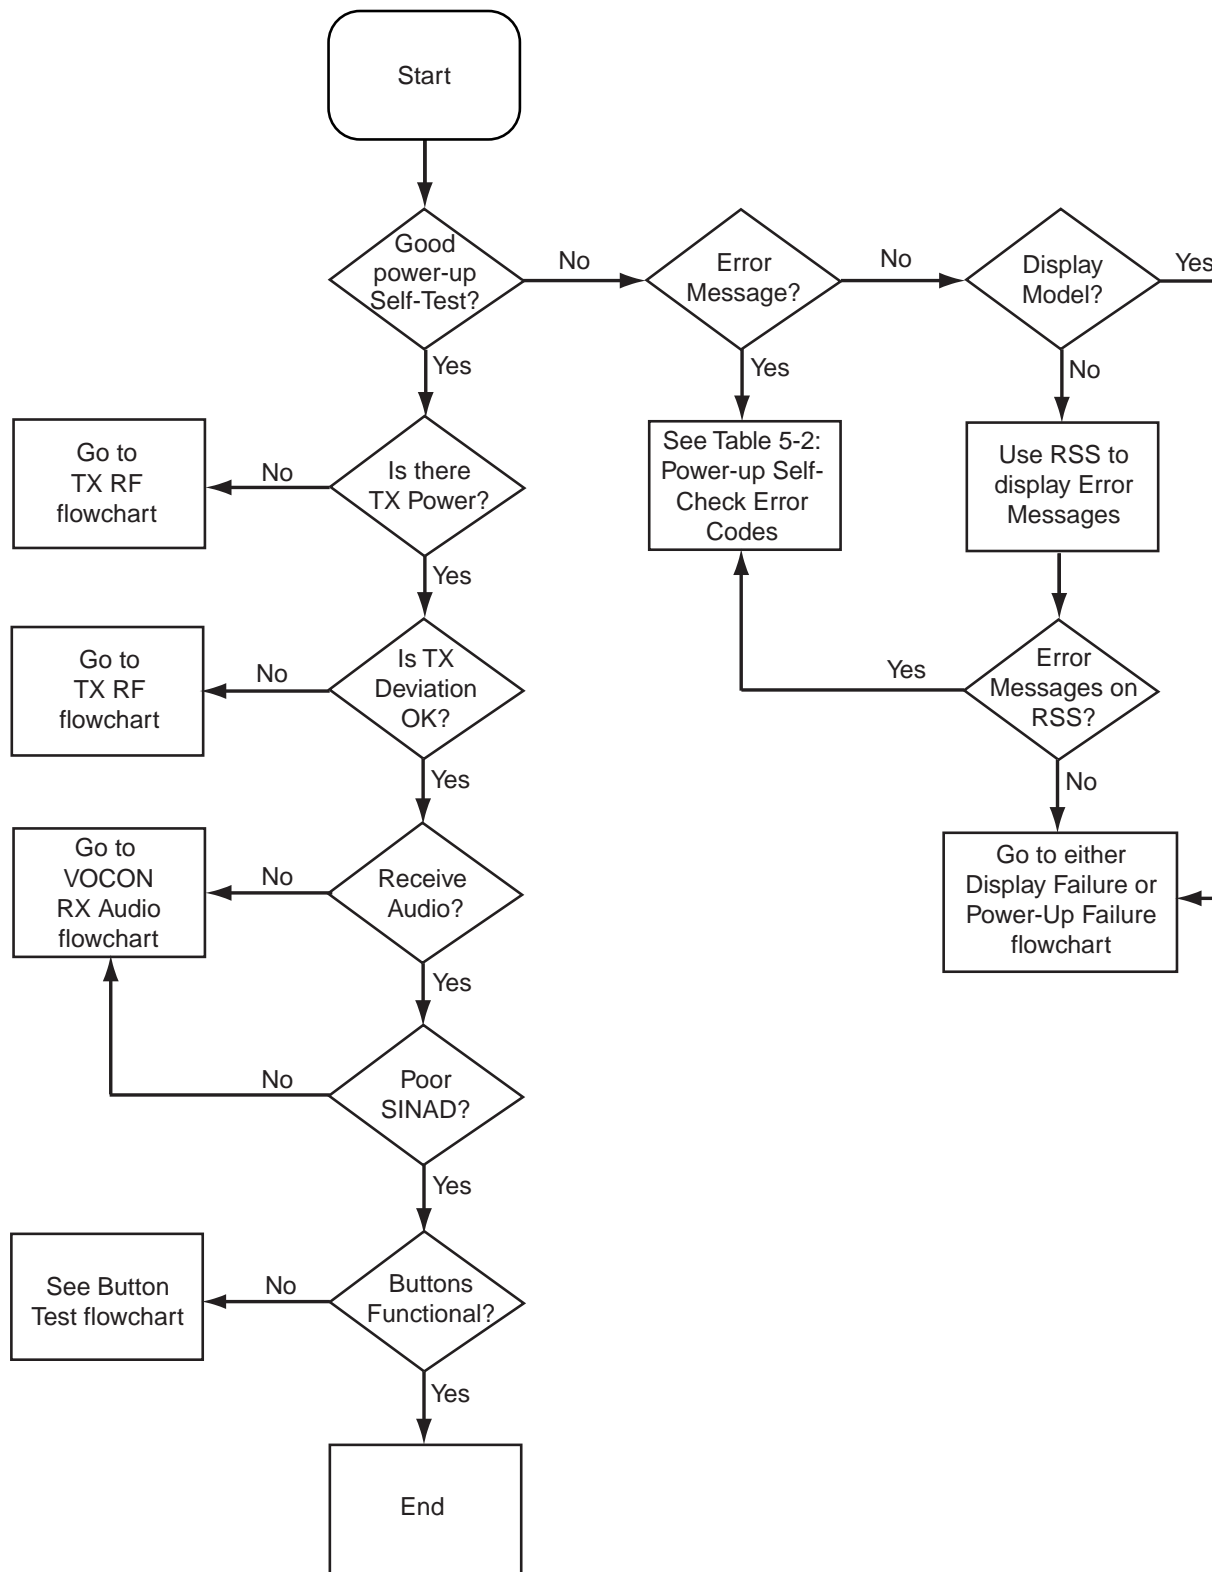 Start
Good
power-up
Self-Test?
No
Error
Message?
No
Display
Model?
Yes
Yes
Yes
No
Go to
TX RF
flowchart
No
Is there
TX Power?
See Table 5-2:
Power-up Self-
Check Error
Codes
Use RSS to
display Error
Messages
Yes
Go to
TX RF
flowchart
No
Is TX
Deviation
OK?
Yes
Error
Messages on
RSS?
Yes
No
Go to
VOCON
RX Audio
flowchart
No
Receive
Audio?
Go to either
Display Failure or
Power-Up Failure
flowchart
Yes
No
Poor
SINAD?
Yes
See Button
Test flowchart
No
Buttons
Functional?
Yes
End